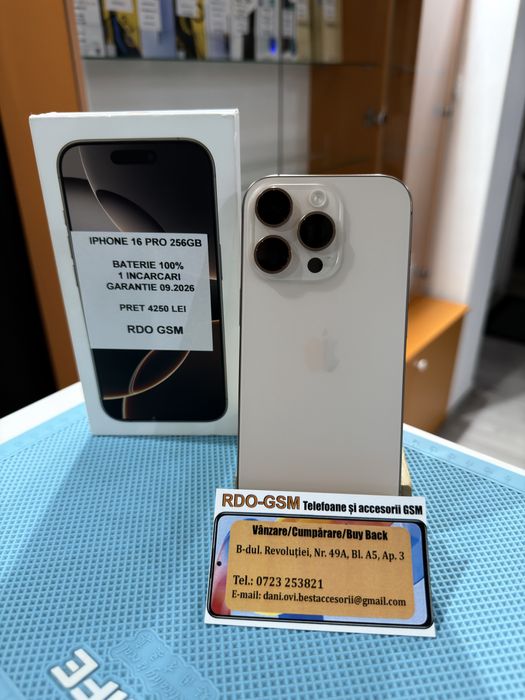 IPHONE 16 PRO 256GB
BATERIE 100%
1 INCARCARI
GARANTIE 09.2026
PRET 4250 LEI
RDO GSM
RDO-GSM Telefoane și accesorii GSM
Vânzare/Cumpărare/Buy Back
B-dul. Revoluției, Nr. 49A, Bl. A5, Ap. 3
Tel.: 0723 253821
E-mail: dani.ovi.bestaccesorii@gmail.com